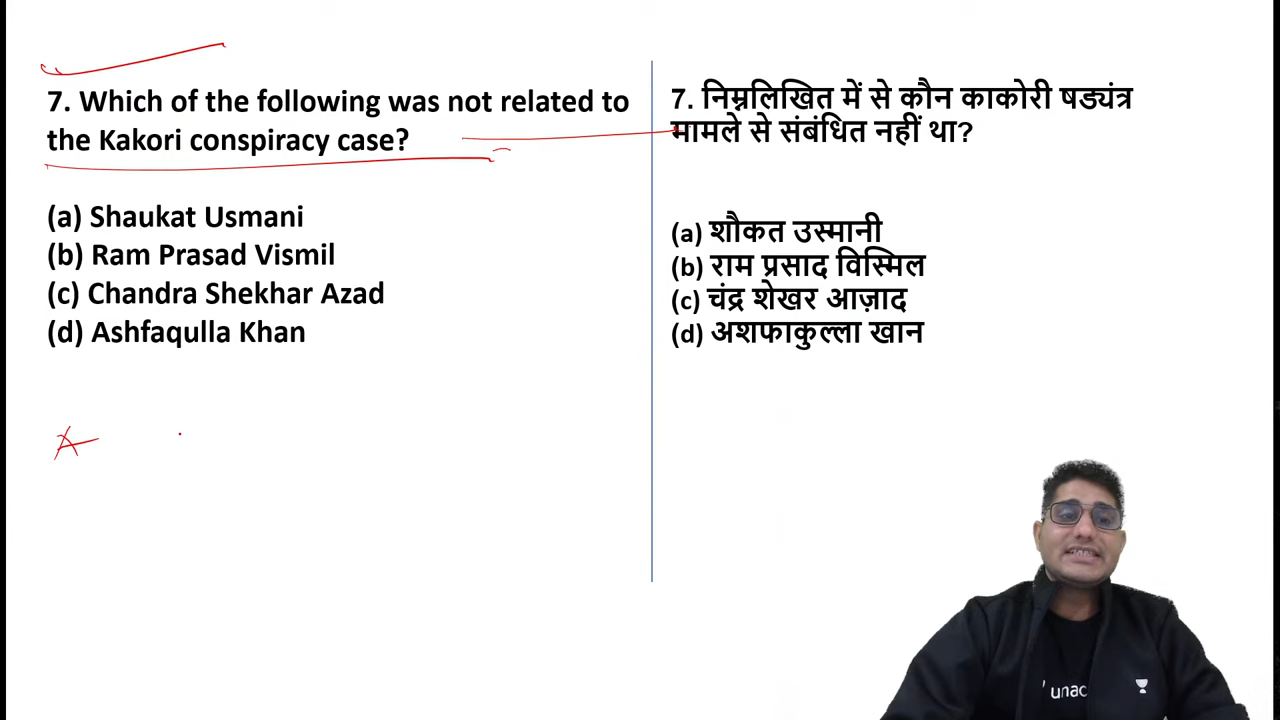 7. Which of the following was not related to
the Kakori conspiracy case?
(a) Shaukat Usmani
(b) Ram Prasad Vismil
(c) Chandra Shekhar Azad
(d) Ashfaqulla Khan
A
7. निम्नलिखित में से कौन काकोरी षड्यंत्र
मामले से संबंधित नहीं था?
(a) शौकत उस्मानी
(b) राम प्रसाद विस्मिल
(c) चंद्र शेखर आज़ाद
(d) अशफाकुल्ला खान
unac